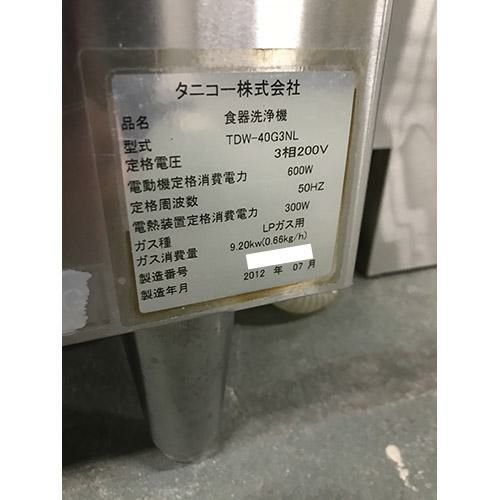 タニコー株式会社
品名 食器洗浄機
型式 TDW-40G3NL
定格電圧 3相200V
電動機定格消費電力 600W
定格周波数 50HZ
電熱装置定格消費電力 300W
ガス種 LPガス用
ガス消費量 9.20kw(0.66kg/h)
製造番号
製造年月 2012 年 07 月